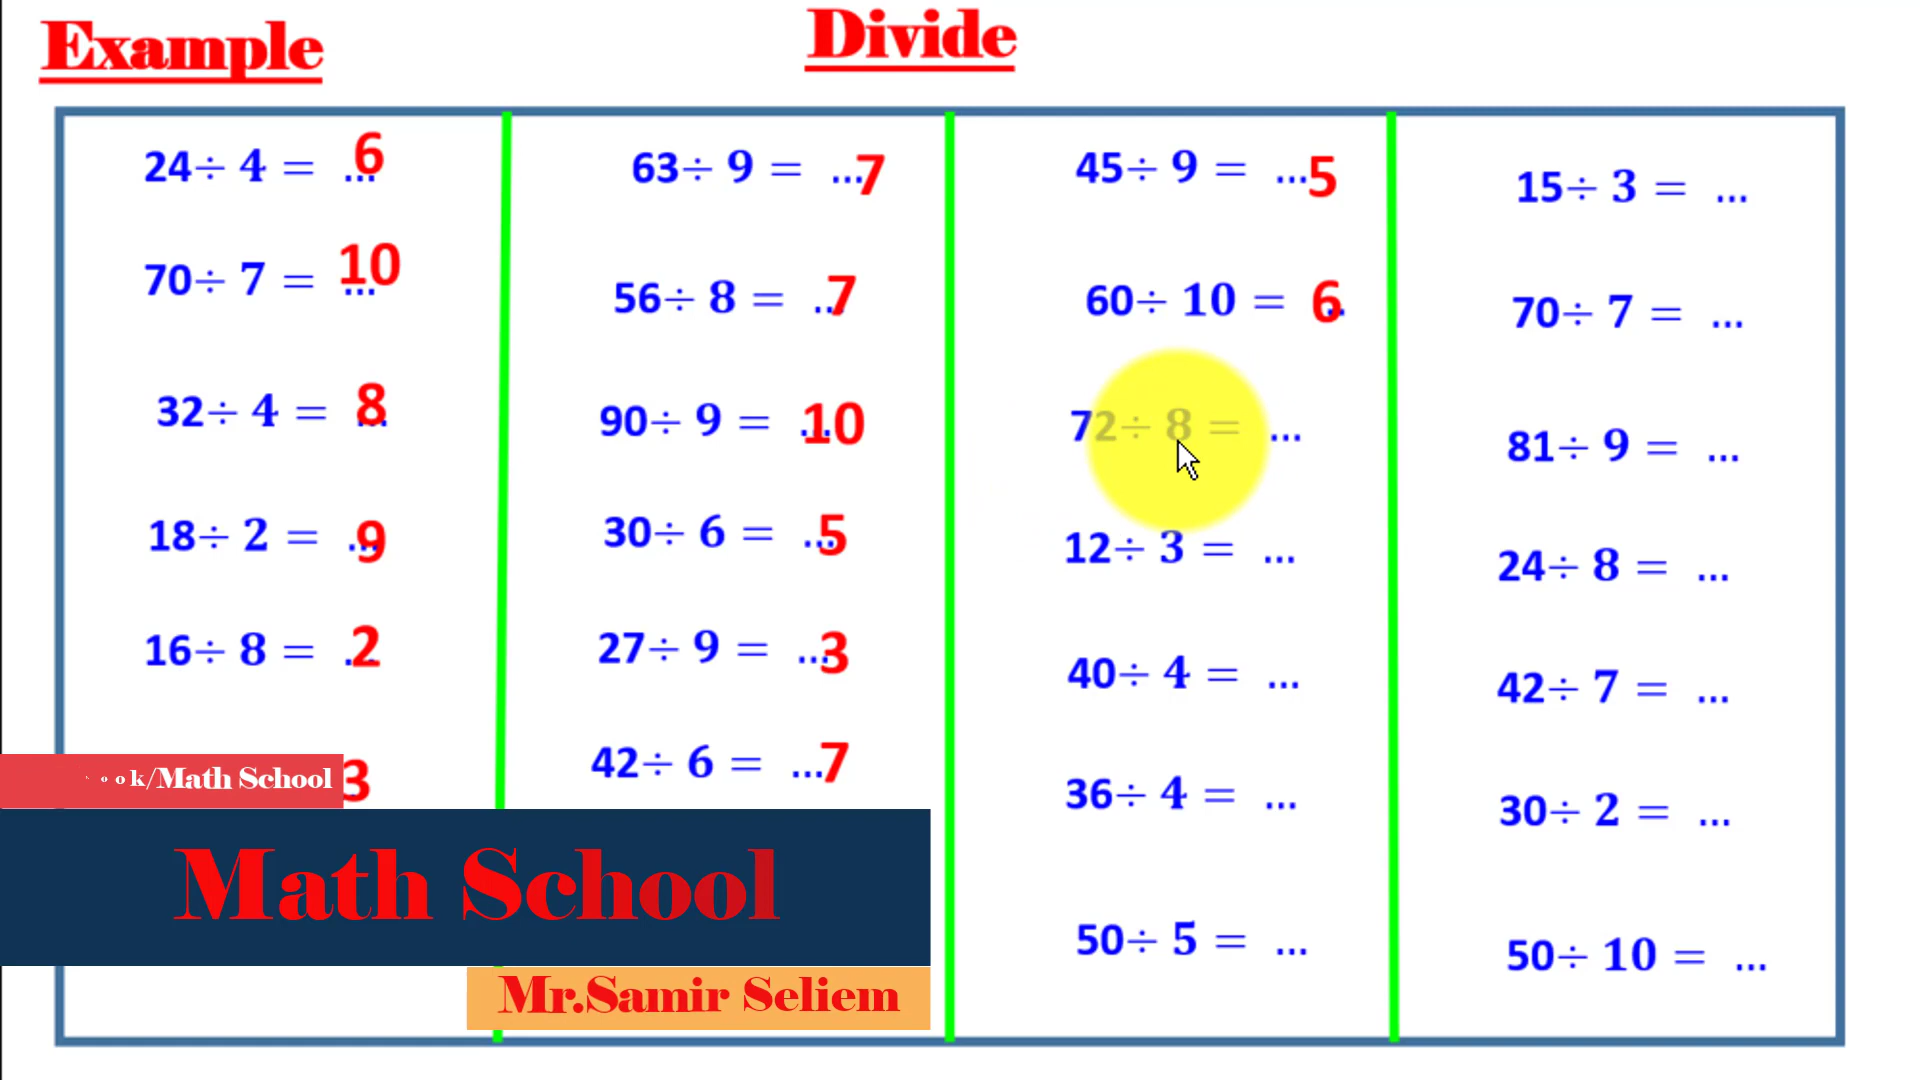 Example
Divide
24÷ 4 = ...6
70÷ 7 = ...10
32÷ 4 = ...8
18÷ 2 = ...9
16÷ 8 = ...2
3
63÷ 9 = ...7
56÷ 8 = ...7
90÷ 9 = ...10
30÷ 6 = ...5
27÷ 9 = ...3
42÷ 6 = ...7
45÷ 9 = ...5
60÷ 10 = ...6
72÷ 8 = ...
12÷ 3 = ...
40÷ 4 = ...
36÷ 4 = ...
50÷ 5 = ...
15÷ 3 = ...
70÷ 7 = ...
81÷ 9 = ...
24÷ 8 = ...
42÷ 7 = ...
30÷ 2 = ...
50÷ 10 = ...
ook/Math School
Math School
Mr.Samir Seliem